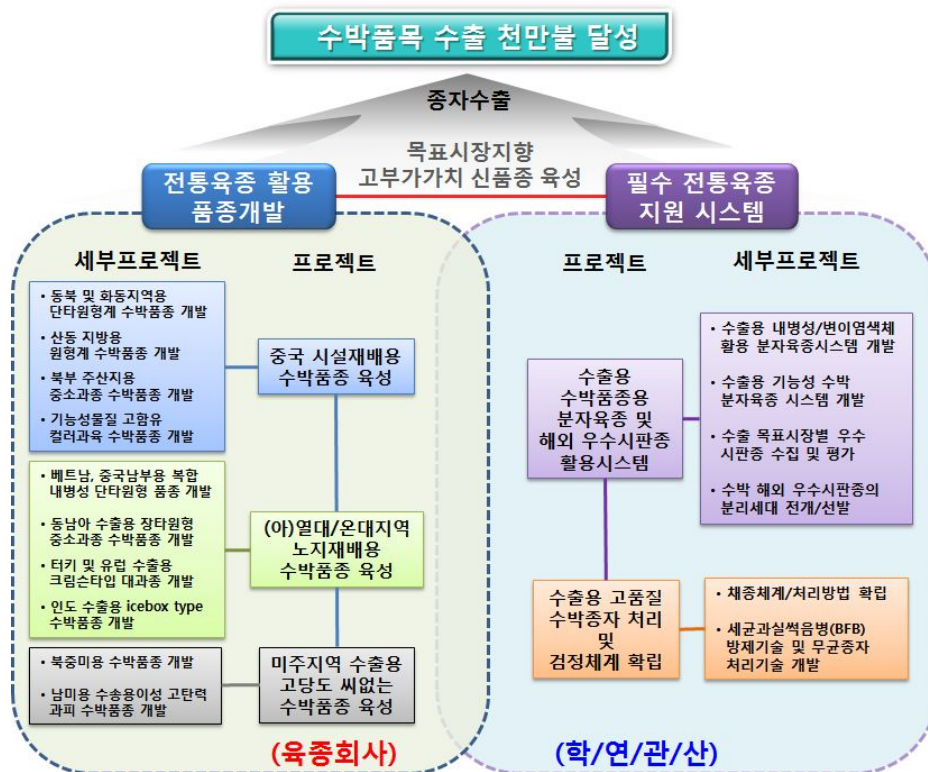 수박품목 수출 천만불 달성
종자수출
목표시장지향
고부가가치 신품종 육성
전통육종 활용
품종개발
필수 전통육종
지원 시스템
세부프로젝트
프로젝트
• 동북 및 화동지역용
단타원형계 수박품종 개발
• 산동 지방용
원형계 수박품종 개발
• 북부 주산지용
중소과종 수박품종 개발
• 기능성물질 고함유
컬러과육 수박품종 개발
중국 시설재배용
수박품종 육성
• 베트남, 중국남부용 복합
내병성 단타원형 품종 개발
• 동남아 수출용 장타원형
중소과종 수박품종 개발
• 터키 및 유럽 수출용
크림슨타입 대과종 개발
• 인도 수출용 icebox type
수박품종 개발
(아)열대/온대지역
노지재배용
수박품종 육성
• 북중미용 수박품종 개발
• 남미용 수송용이성 고탄력
과피 수박품종 개발
미주지역 수출용
고당도 씨없는
수박품종 육성
(육종회사)
프로젝트
세부프로젝트
수출용
수박품종용
분자육종 및
해외 우수시판종
활용시스템
• 수출용 내병성/변이염색체
활용 분자육종시스템 개발
• 수출용 기능성 수박
분자육종 시스템 개발
• 수출 목표시장별 우수
시판종 수집 및 평가
• 수박 해외 우수시판종의
분리세대 전개/선발
수출용 고품질
수박종자 처리
및
검정체계 확립
• 채종체계/처리방법 확립
• 세균과실썩음병(BFB)
방제기술 및 무균종자
처리기술 개발
(학/연/관/산)